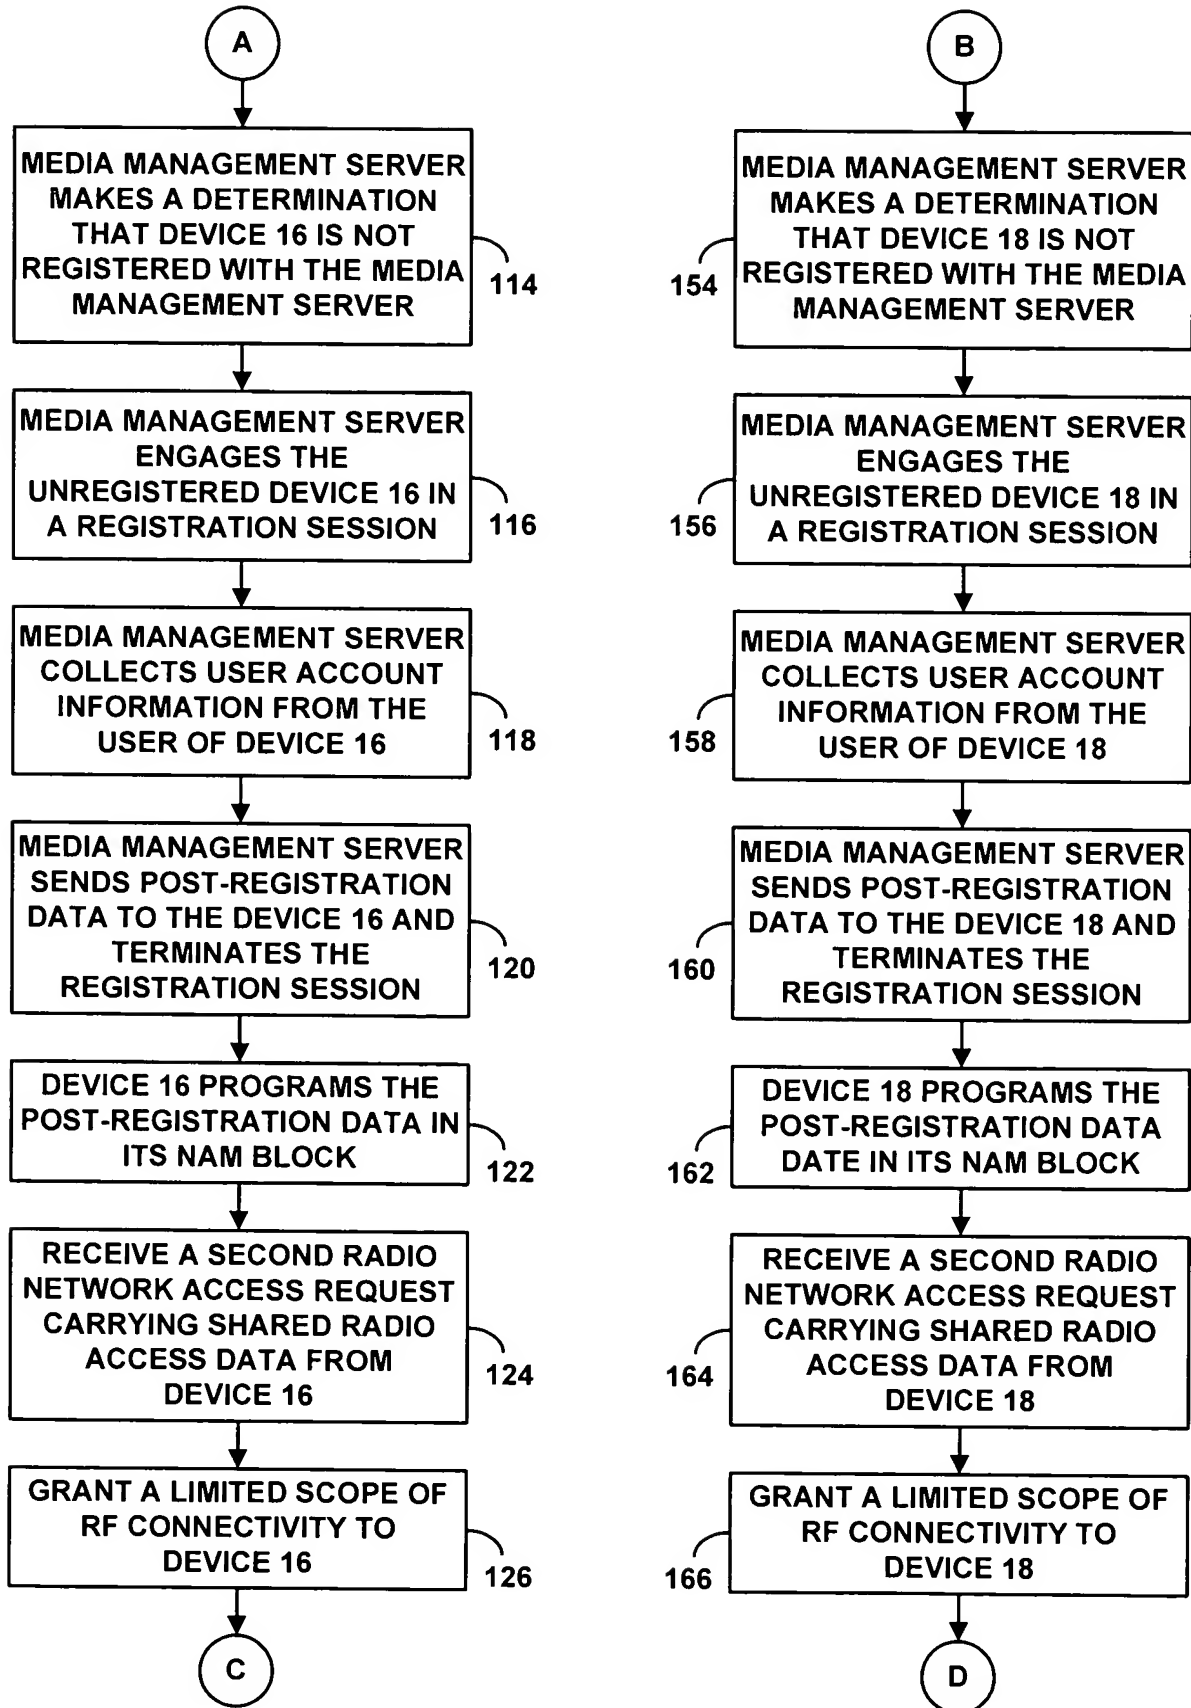 A
MEDIA MANAGEMENT SERVER
MAKES A DETERMINATION
THAT DEVICE 16 IS NOT
REGISTERED WITH THE MEDIA
MANAGEMENT SERVER
114
MEDIA MANAGEMENT SERVER
ENGAGES THE
UNREGISTERED DEVICE 16 IN
A REGISTRATION SESSION
116
MEDIA MANAGEMENT SERVER
COLLECTS USER ACCOUNT
INFORMATION FROM THE
USER OF DEVICE 16
118
MEDIA MANAGEMENT SERVER
SENDS POST-REGISTRATION
DATA TO THE DEVICE 16 AND
TERMINATES THE
REGISTRATION SESSION
120
DEVICE 16 PROGRAMS THE
POST-REGISTRATION DATA IN
ITS NAM BLOCK
122
RECEIVE A SECOND RADIO
NETWORK ACCESS REQUEST
CARRYING SHARED RADIO
ACCESS DATA FROM
DEVICE 16
124
GRANT A LIMITED SCOPE OF
RF CONNECTIVITY TO
DEVICE 16
126
C
B
MEDIA MANAGEMENT SERVER
MAKES A DETERMINATION
THAT DEVICE 18 IS NOT
REGISTERED WITH THE MEDIA
MANAGEMENT SERVER
154
MEDIA MANAGEMENT SERVER
ENGAGES THE
UNREGISTERED DEVICE 18 IN
A REGISTRATION SESSION
156
MEDIA MANAGEMENT SERVER
COLLECTS USER ACCOUNT
INFORMATION FROM THE
USER OF DEVICE 18
158
MEDIA MANAGEMENT SERVER
SENDS POST-REGISTRATION
DATA TO THE DEVICE 18 AND
TERMINATES THE
REGISTRATION SESSION
160
DEVICE 18 PROGRAMS THE
POST-REGISTRATION DATA
DATE IN ITS NAM BLOCK
162
RECEIVE A SECOND RADIO
NETWORK ACCESS REQUEST
CARRYING SHARED RADIO
ACCESS DATA FROM
DEVICE 18
164
GRANT A LIMITED SCOPE OF
RF CONNECTIVITY TO
DEVICE 18
166
D